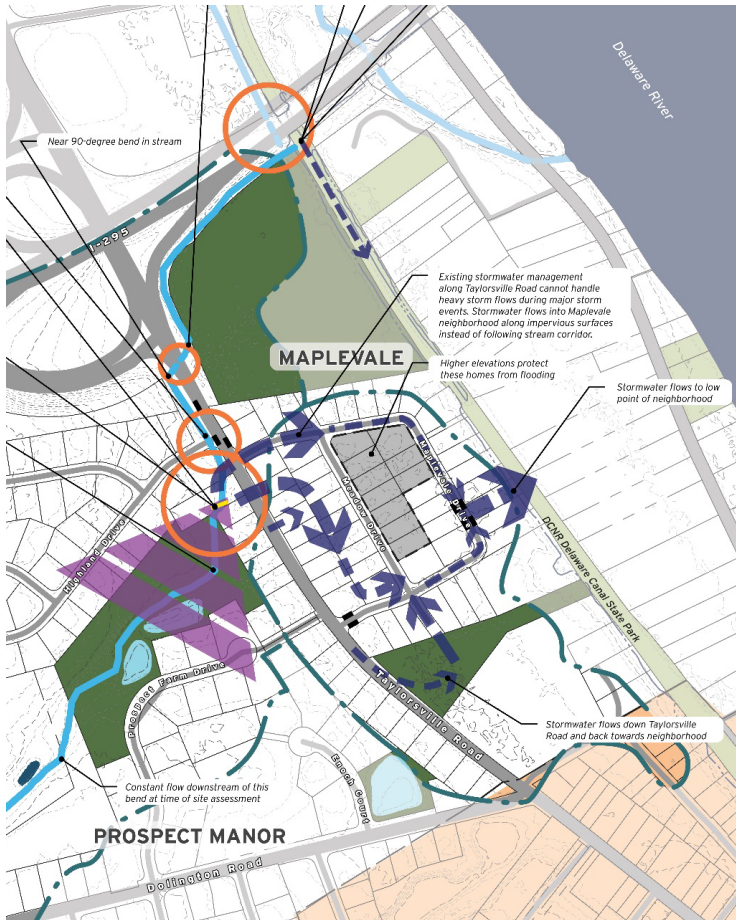 Delaware River
Near 90-degree bend in stream
I-295
Existing stormwater management
along Taylorsville Road cannot handle
heavy storm flows during major storm
events. Stormwater flows into Maplevale
neighborhood along impervious surfaces
instead of following stream corridor.
MAPLEVALE
Higher elevations protect
these homes from flooding
Stormwater flows to low
point of neighborhood
Maplevale Drive
Meadow Drive
Highland Drive
DCNR Delaware Canal State Park
Prospect Farm Drive
Taylorsville Road
Stormwater flows down Taylorsville
Road and back towards neighborhood
Enoch Court
Constant flow downstream of this
bend at time of site assessment
PROSPECT MANOR
Dolington Road